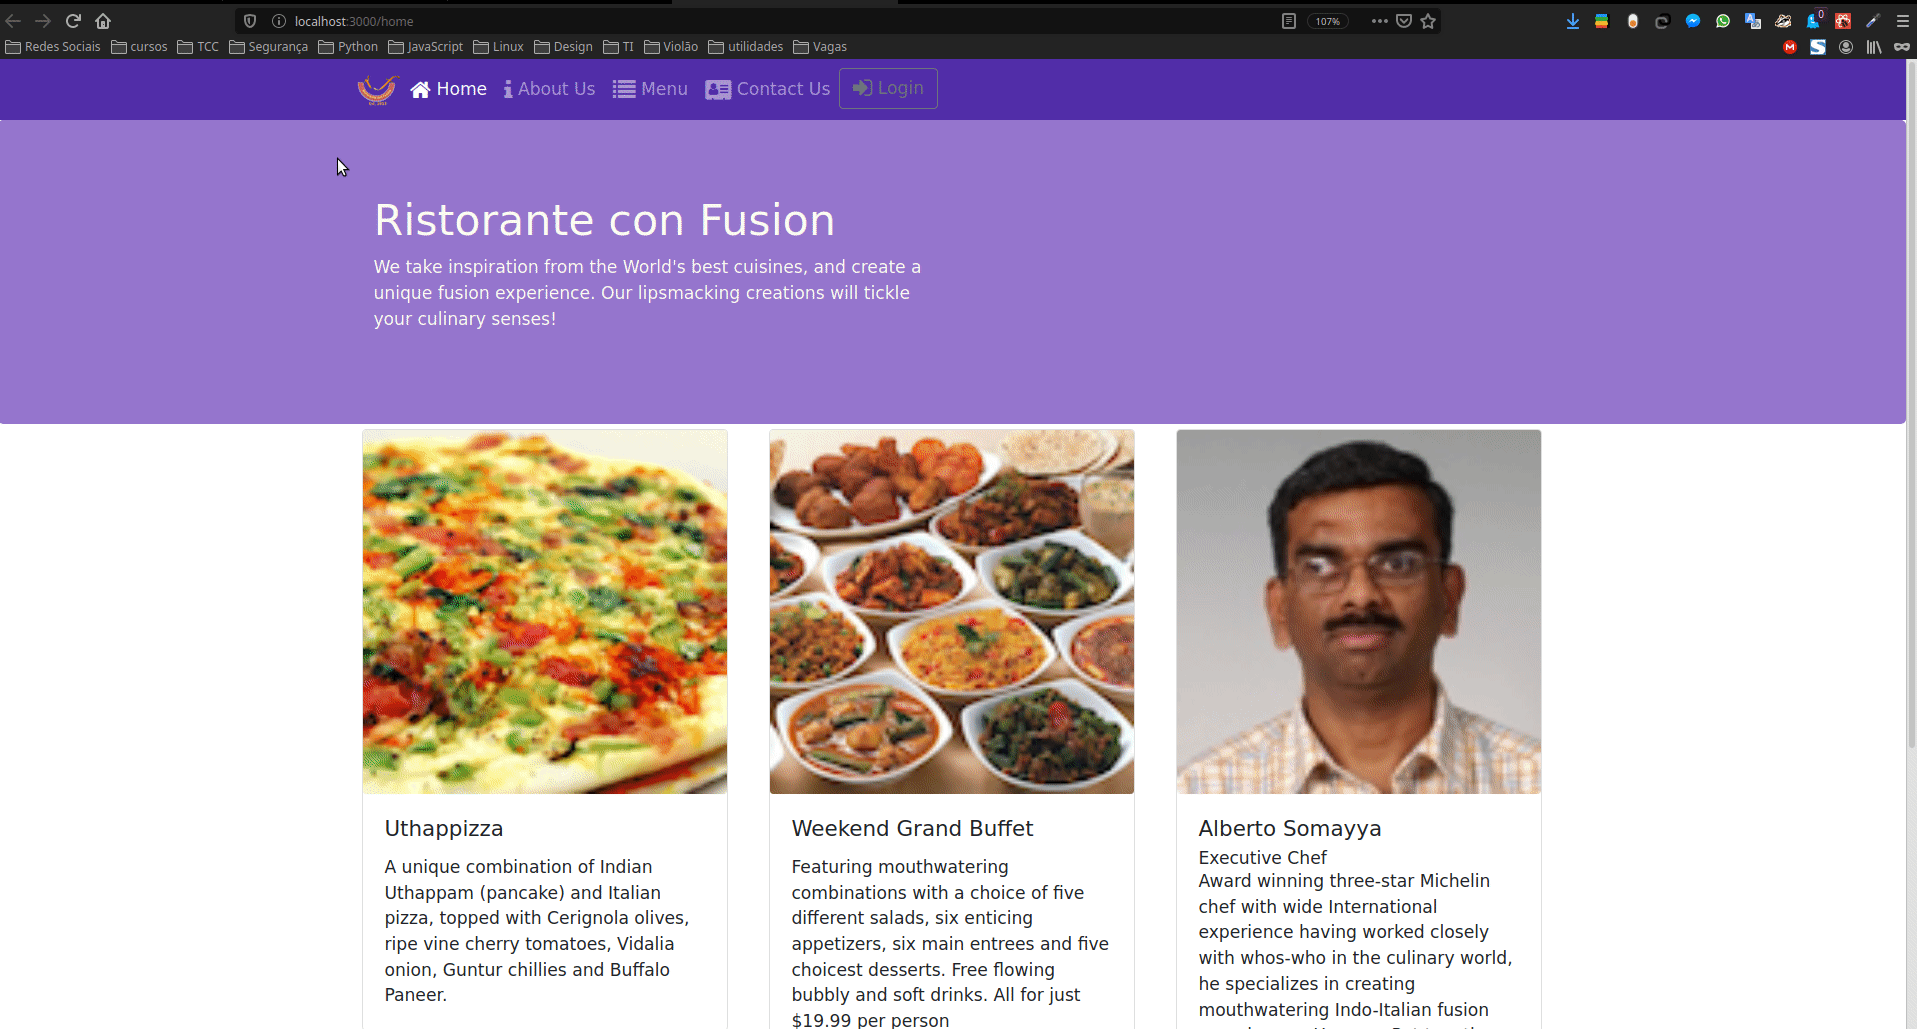 localhost:3000/home
107%
0
Redes Sociais cursos TCC Segurança Python JavaScript Linux Design TI Violão utilidades Vagas
Home About Us Menu Contact Us Login
Ristorante con Fusion
We take inspiration from the World's best cuisines, and create a
unique fusion experience. Our lipsmacking creations will tickle
your culinary senses!
Uthappizza
A unique combination of Indian
Uthappam (pancake) and Italian
pizza, topped with Cerignola olives,
ripe vine cherry tomatoes, Vidalia
onion, Guntur chillies and Buffalo
Paneer.
Weekend Grand Buffet
Featuring mouthwatering
combinations with a choice of five
different salads, six enticing
appetizers, six main entrees and five
choicest desserts. Free flowing
bubbly and soft drinks. All for just
$19.99 per person
Alberto Somayya
Executive Chef
Award winning three-star Michelin
chef with wide International
experience having worked closely
with whos-who in the culinary world,
he specializes in creating
mouthwatering Indo-Italian fusion